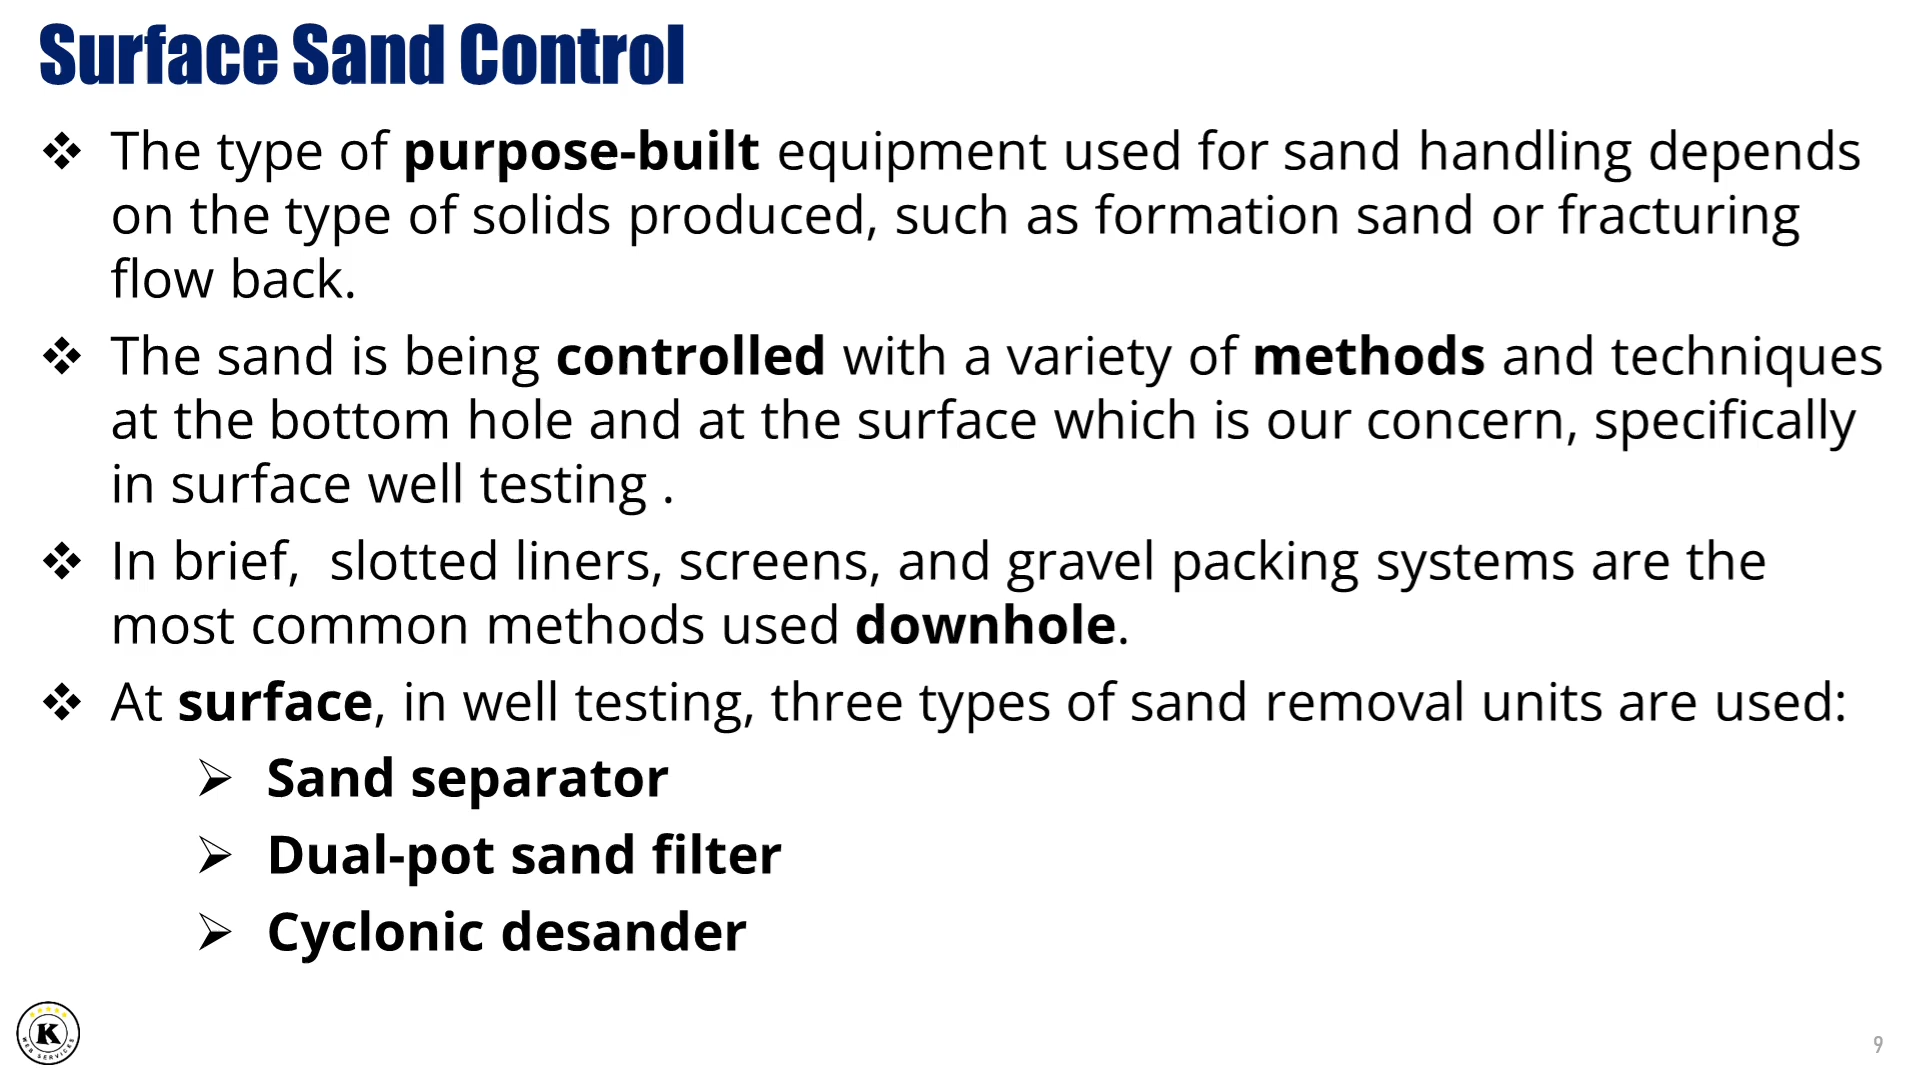 Surface Sand Control
❖ The type of purpose-built equipment used for sand handling depends
on the type of solids produced, such as formation sand or fracturing
flow back.
❖ The sand is being controlled with a variety of methods and techniques
at the bottom hole and at the surface which is our concern, specifically
in surface well testing .
❖ In brief,  slotted liners, screens, and gravel packing systems are the
most common methods used downhole.
❖ At surface, in well testing, three types of sand removal units are used:
➢ Sand separator
➢ Dual-pot sand filter
➢ Cyclonic desander
K
WEB SERVICES
9